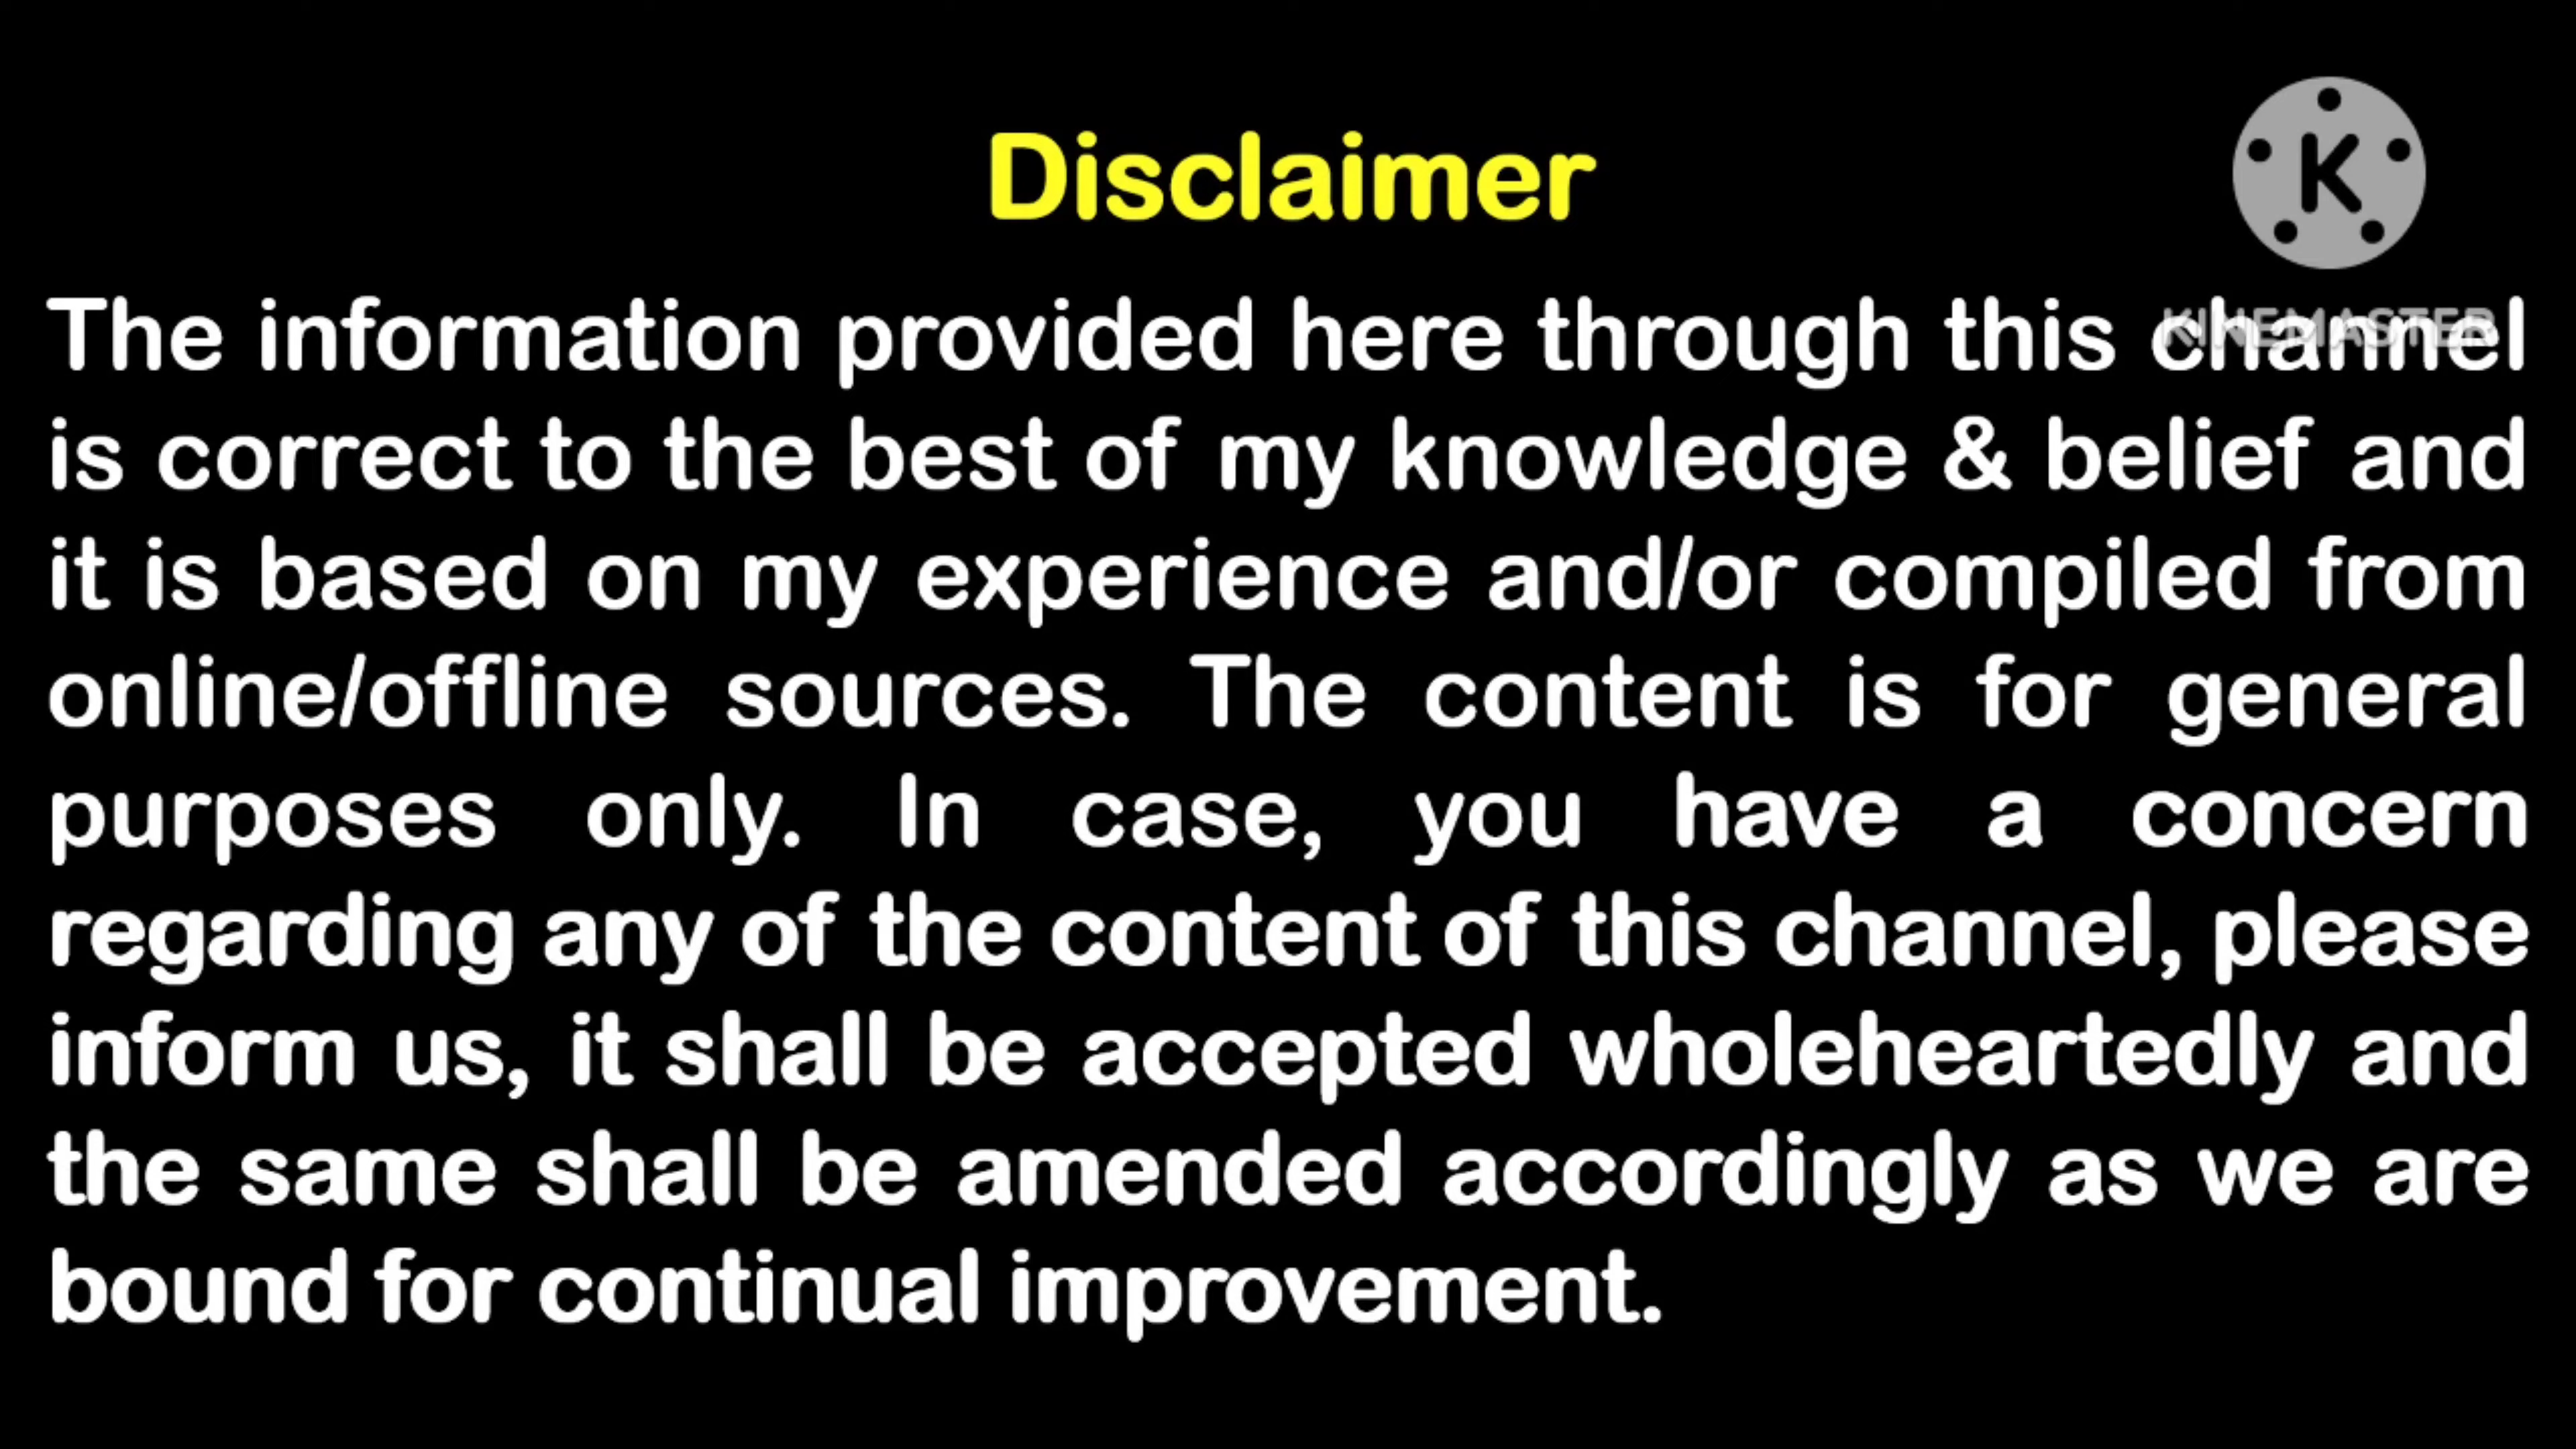 Disclaimer
K
KINEMASTER
The information provided here through this channel
is correct to the best of my knowledge & belief and
it is based on my experience and/or compiled from
online/offline sources. The content is for general
purposes only. In case, you have a concern
regarding any of the content of this channel, please
inform us, it shall be accepted wholeheartedly and
the same shall be amended accordingly as we are
bound for continual improvement.